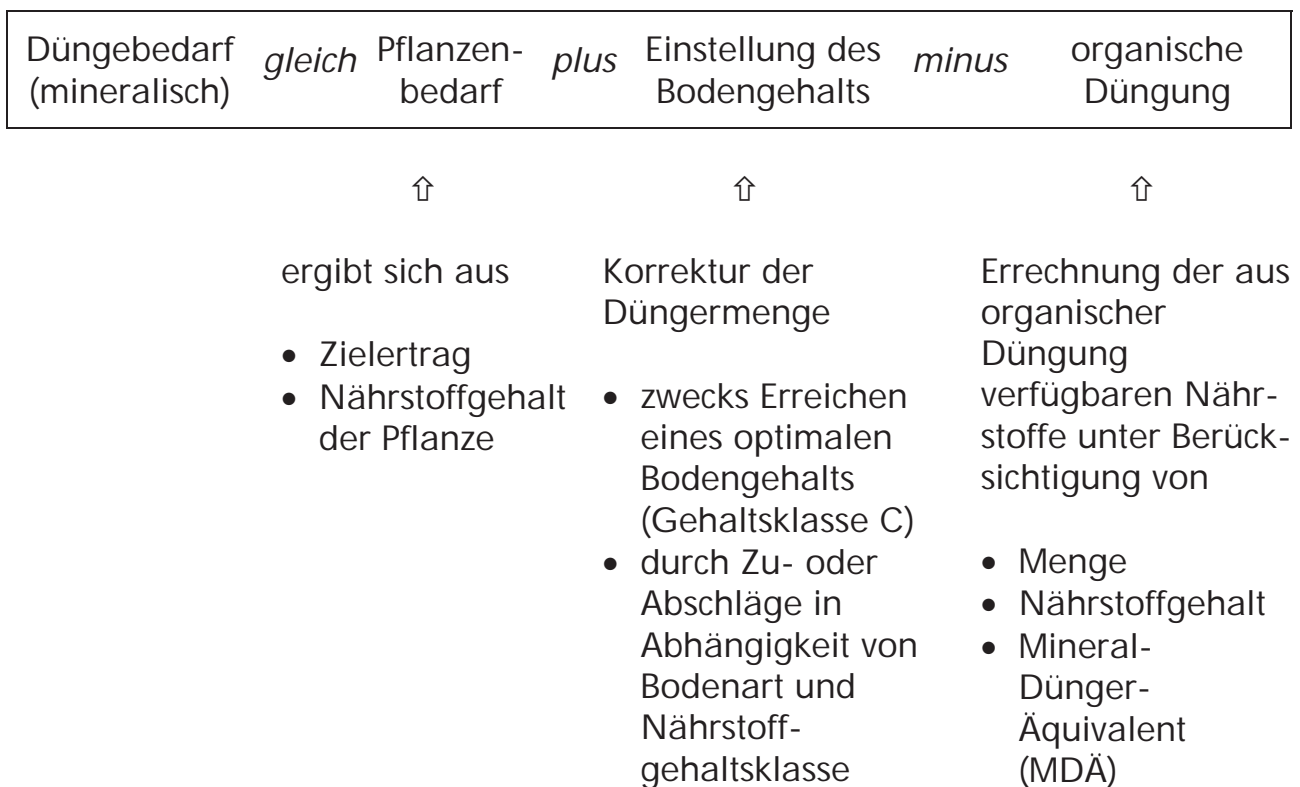 Düngebedarf (mineralisch) gleich Pflanzen-bedarf plus Einstellung des Bodengehalts minus organische Düngung
⇧ ⇧ ⇧
ergibt sich aus
• Zielertrag
• Nährstoffgehalt
der Pflanze
Korrektur der
Düngermenge
• zwecks Erreichen
eines optimalen
Bodengehalts
(Gehaltsklasse C)
• durch Zu- oder
Abschläge in
Abhängigkeit von
Bodenart und
Nährstoff-
gehaltsklasse
Errechnung der aus
organischer
Düngung
verfügbaren Nähr-
stoffe unter Berück-
sichtigung von
• Menge
• Nährstoffgehalt
• Mineral-
Dünger-
Äquivalent
(MDÄ)